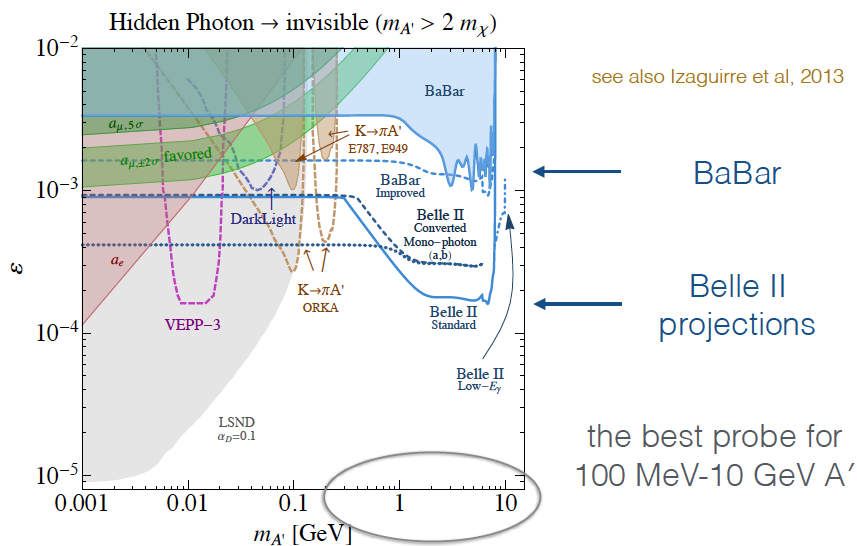 Hidden Photon → invisible (m_A' > 2 m_χ)
see also Izaguirre et al, 2013
10⁻²
10⁻³
10⁻⁴
10⁻⁵
ε
BaBar
a_μ,5σ
a_μ,±2σ favored
K→πA'
E787, E949
BaBar
Improved
DarkLight
Belle II
Converted
Mono-photon
(a,b)
a_e
K→πA'
ORKA
VEPP-3
Belle II
Standard
Belle II
Low-E_γ
LSND
α_D=0.1
0.001
0.01
0.1
1
10
m_A' [GeV]
BaBar
Belle II
projections
the best probe for
100 MeV-10 GeV A′